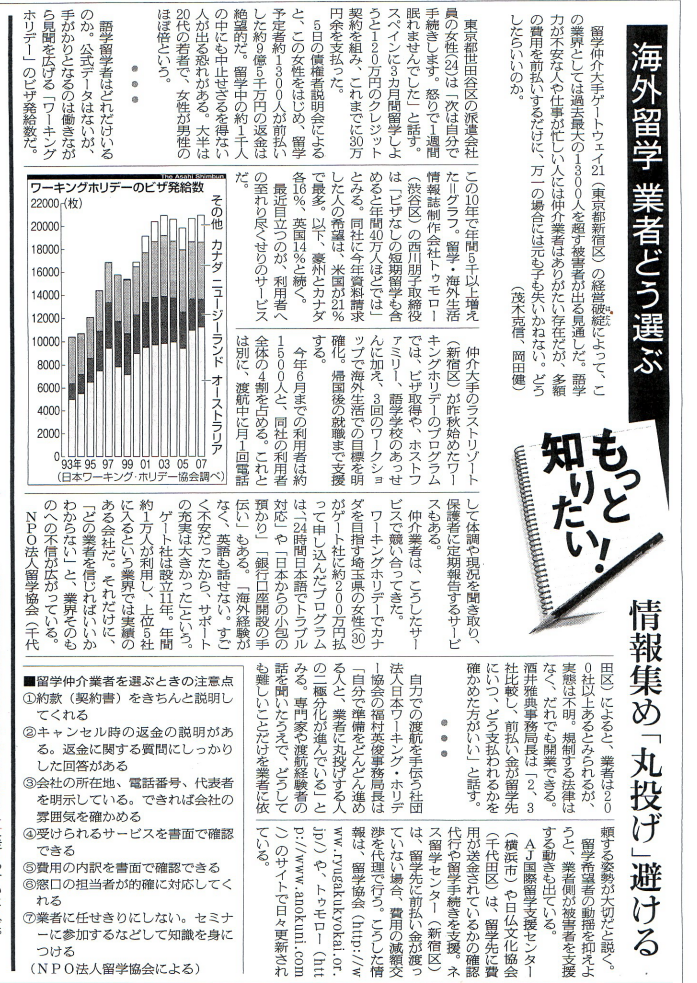 海外留学 業者どう選ぶ
もっと
知りたい!
情報集め「丸投げ」避ける
留学仲介大手ゲートウェイ21(東京都新宿区)の経営破綻によって、こ
の業界としては過去最大の1300人を超す被害者が出る見通しだ。語学
力が不安な人や仕事が忙しい人には仲介業者はありがたい存在だが、多額
の費用を前払いするだけに、万一の場合には元も子も失いかねない。どう
したらいいのか。
(茂木克信、岡田健)
東京都世田谷区の派遣会社
員の女性(24)は「次は自分で
手続きします。怒りで1週間
眠れませんでした」と話す。
スペインに3カ月間留学しよ
うと120万円のクレジット
契約を組み、これまでに30万
円余を支払った。
5日の債権者説明会による
と、この女性をはじめ、留学
予定者約1300人が前払い
した約9億5千万円の返金は
絶望的だ。留学中の約1千人
の中にも中止せざるを得ない
人が出る恐れがある。大半は
20代の若者で、女性が男性の
ほぼ倍という。
●●●
語学留学者はどれだけいる
のか。公式データはないが、
手がかりとなるのは働きなが
ら見聞を広げる「ワーキング
ホリデー」のビザ発給数だ。
この10年で年間5千以上増え
た=グラフ。留学・海外生活
情報誌制作会社トゥモロー
(渋谷区)の西川朋子取締役
は「ビザなしの短期留学も含
めると年間40万人ほどでは」
とみる。同社に今年資料請求
した人の希望は、米国が21%
で最多。以下、豪州とカナダ
各16%、英国14%と続く。
最近目立つのが、利用者へ
の至れり尽くせりのサービス
だ。
The Asahi Shimbun
ワーキングホリデーのビザ発給数
22000(枚)
20000
18000
16000
14000
12000
10000
8000
6000
4000
2000
0
その他
カナダ
ニュージーランド
オーストラリア
93年 95 97 99 01 03 05 07
(日本ワーキング・ホリデー協会調べ)
仲介大手のラストリゾート
(新宿区)が昨秋始めたワー
キングホリデーのプログラム
では、ビザ取得や、ホストフ
ァミリー、語学学校のあっせ
んに加え、3回のワークショ
ップで海外生活での目標を明
確化。帰国後の就職まで支援
する。
今年6月までの利用者は約
1500人と、同社の利用者
全体の4割を占める。これと
は別に、渡航中に月1回電話
して体調や現況を聞き取り、
保護者に定期報告するサービ
スもある。
仲介業者は、こうしたサー
ビスで競い合ってきた。
ワーキングホリデーでカナ
ダを目指す埼玉県の女性(30)
がゲート社に約200万円払
って申し込んだプログラム
は「24時間日本語でトラブル
対応」や「日本からの小包の
預かり」「銀行口座開設の手
伝い」もある。「海外経験が
なく、英語も話せない。すご
く不安だったから、サポート
の充実は大きかった」という。
ゲート社は設立11年。年間
約1万人が利用し、上位5社
に入るという業界では実績の
ある会社だ。それだけに、
「どの業者を信じればいいか
わからない」と、業界そのも
のへの不信が広がっている。
NPO法人留学協会(千代
田区)によると、業者は20
0社以上あるとみられるが、
実態は不明。規制する法律は
なく、だれでも開業できる。
酒井雅典事務局長は「2、3
社比較し、前払い金が留学先
にいつ、どう支払われるかを
確かめた方がいい」と話す。
●●●
自力での渡航を手伝う社団
法人日本ワーキング・ホリデ
ー協会の福村英俊事務局長は
「自分で準備をどんどん進め
る人と、業者に丸投げする人
の二極分化が進んでいる」と
みる。専門家や渡航経験者の
話を聞いたうえで、どうして
も難しいことだけを業者に依
頼する姿勢が大切だと説く。
留学希望者の動揺を抑えよ
うと、業者側が被害者を支援
する動きも出ている。
AJ国際留学支援センター
(横浜市)や日仏文化協会
(千代田区)は、留学先に費
用が送金されているかの確認
代行や留学手続きを支援。ネ
ス留学センター(新宿区)
は、留学先に前払い金が渡っ
ていない場合、費用の減額交
渉を代理で行う。こうした情
報は、留学協会(http://w
ww.ryugakukyokai.or.
jp/)や、トゥモロー(htt
p://www.anokuni.com
/)のサイトで日々更新され
ている。
■留学仲介業者を選ぶときの注意点
①約款(契約書)をきちんと説明し
てくれる
②キャンセル時の返金の説明があ
る。返金に関する質問にしっかり
した回答がある
③会社の所在地、電話番号、代表者
を明示している。できれば会社の
雰囲気を確かめる
④受けられるサービスを書面で確認
できる
⑤費用の内訳を書面で確認できる
⑥窓口の担当者が的確に対応してく
れる
⑦業者に任せきりにしない。セミナ
ーに参加するなどして知識を身に
つける
(NPO法人留学協会による)